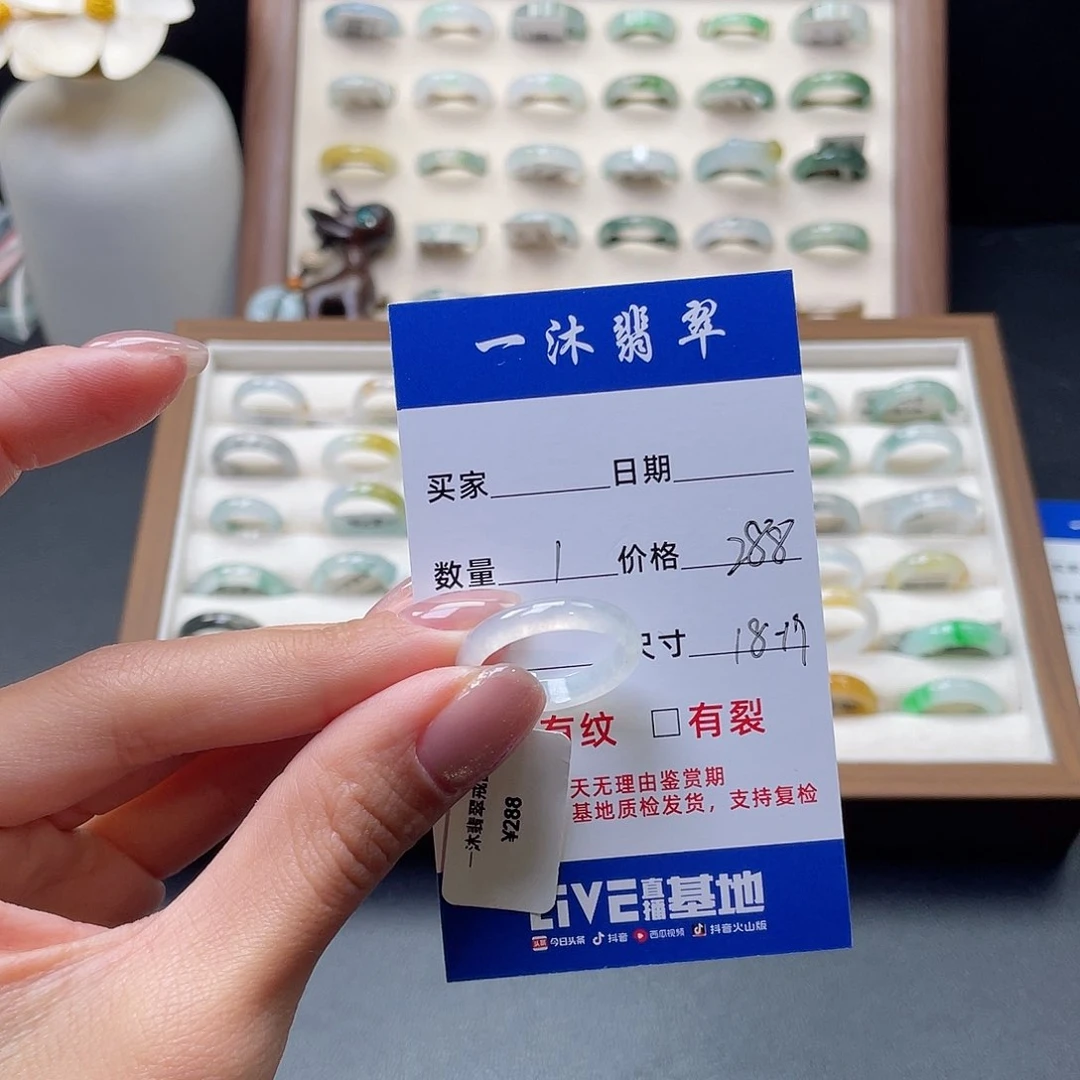 一沐翡翠
买家 日期
数量 1 价格 288
尺寸 18-17
有纹 □有裂
天无理由鉴赏期
基地质检发货，支持复检
一沐翡翠戒
¥288
LiVE直播基地
头条 今日头条 抖音 西瓜视频 抖音火山版